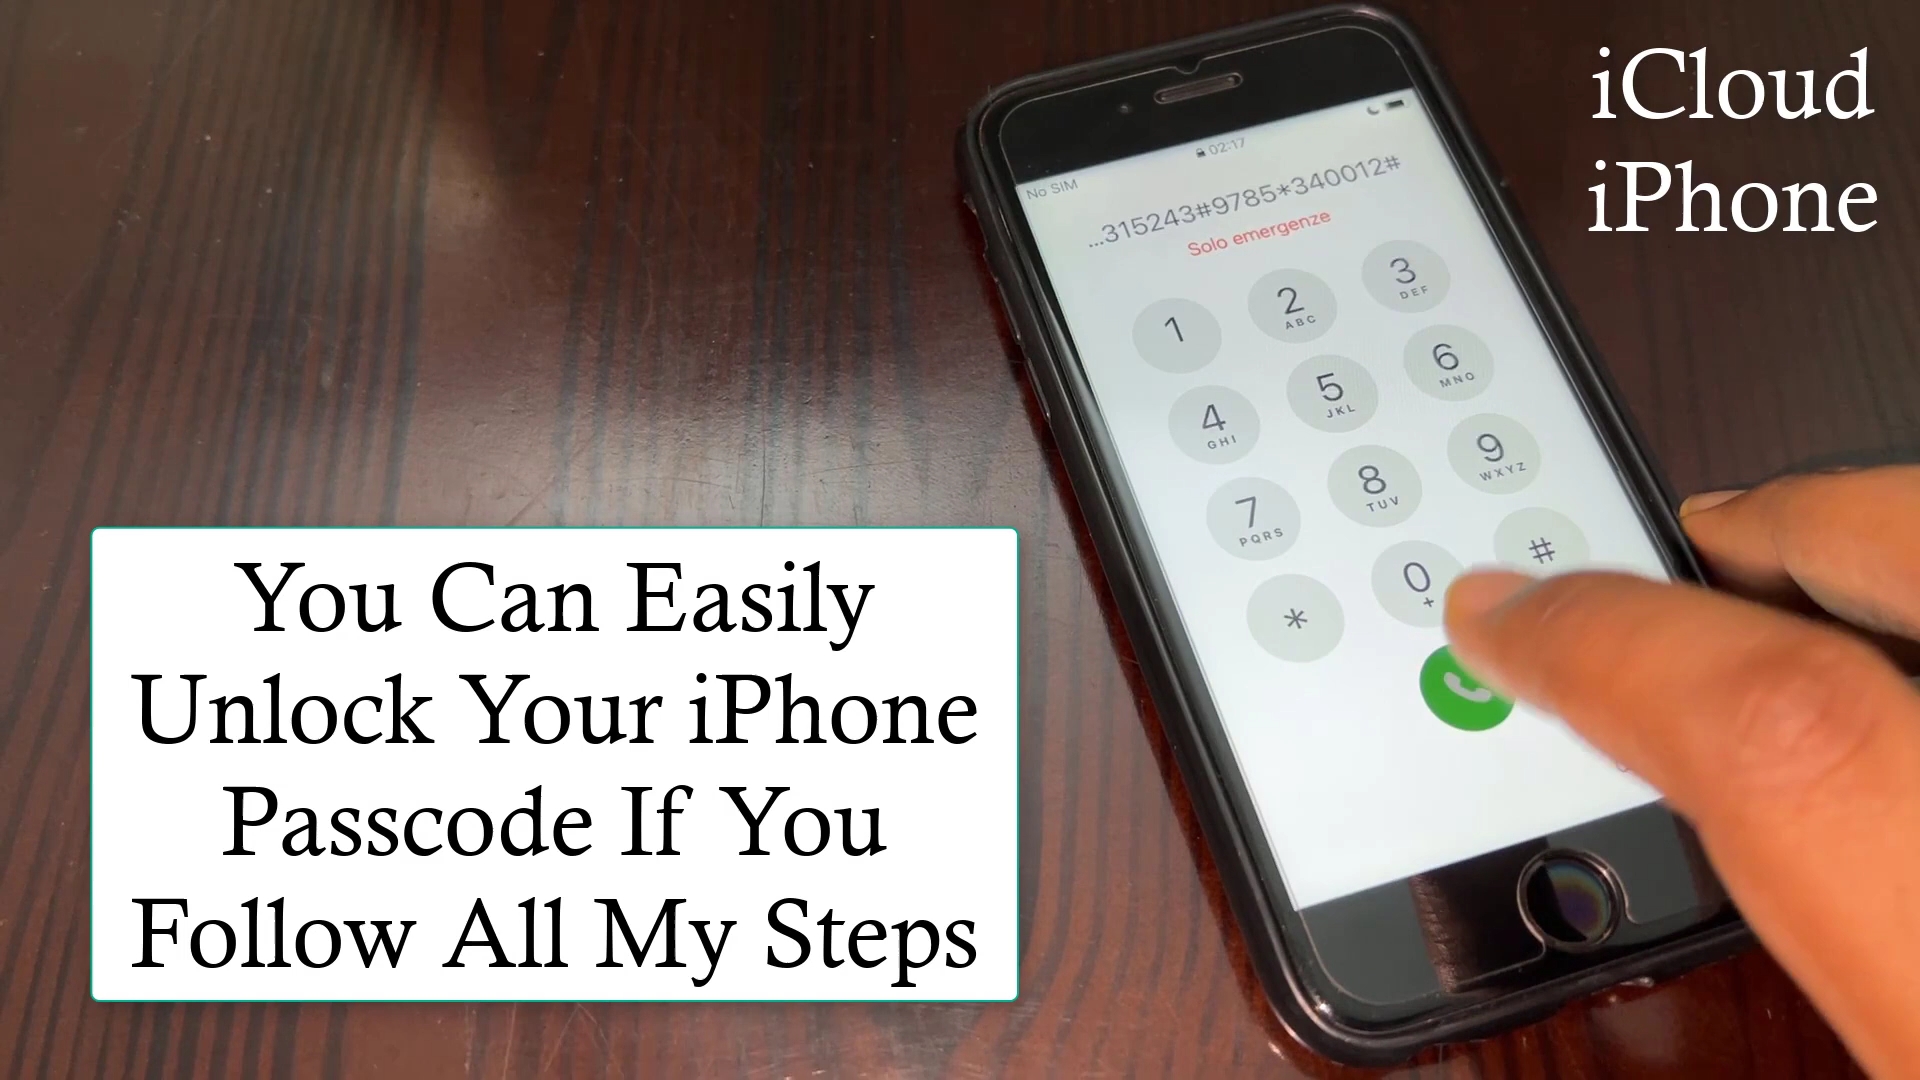 iCloud
iPhone
02:17
No SIM
...315243#9785*340012#
Solo emergenze
1
2
ABC
3
DEF
4
GHI
5
JKL
6
MNO
7
PQRS
8
TUV
9
WXYZ
*
0
+
#
You Can Easily
Unlock Your iPhone
Passcode If You
Follow All My Steps